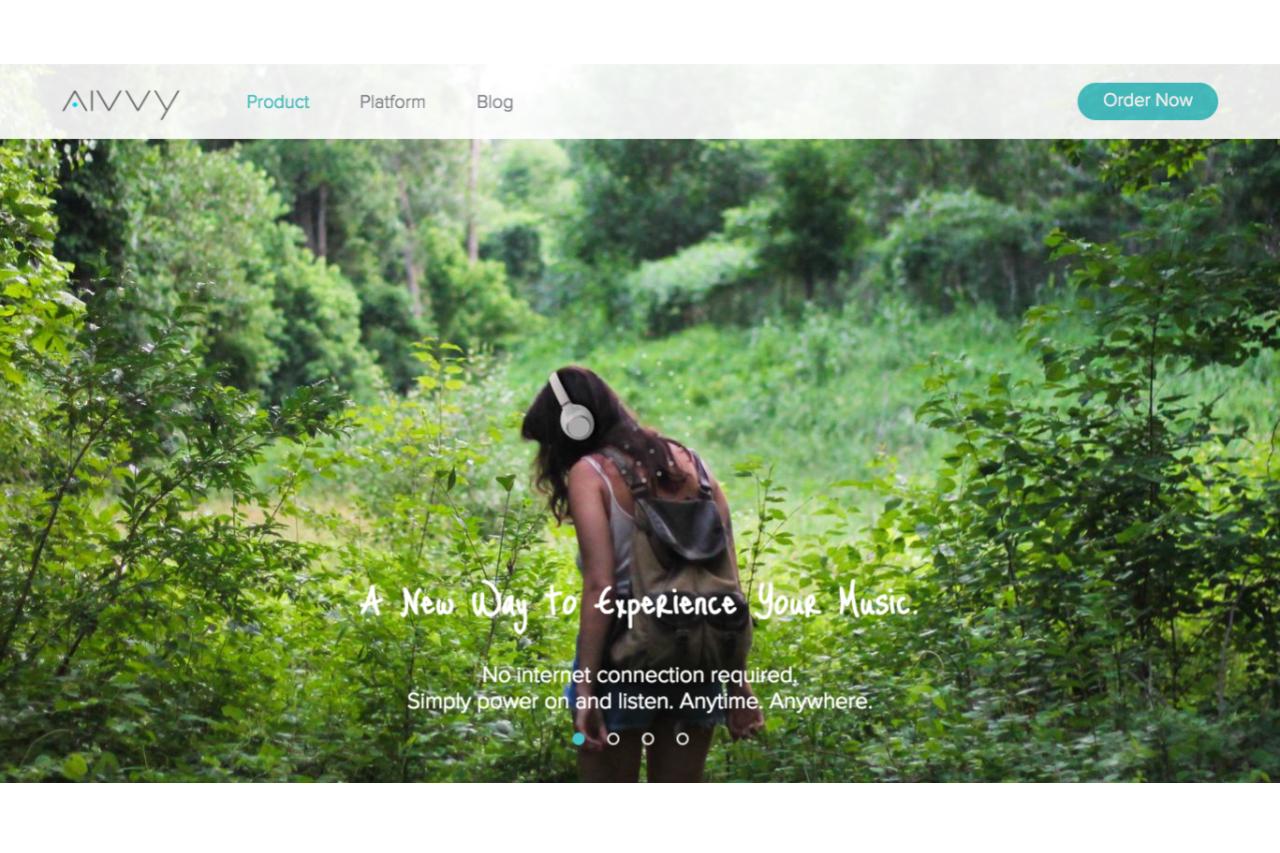 AIVVY
Product
Platform
Blog
Order Now
A New Way to Experience Your Music.
No internet connection required,
Simply power on and listen. Anytime. Anywhere.